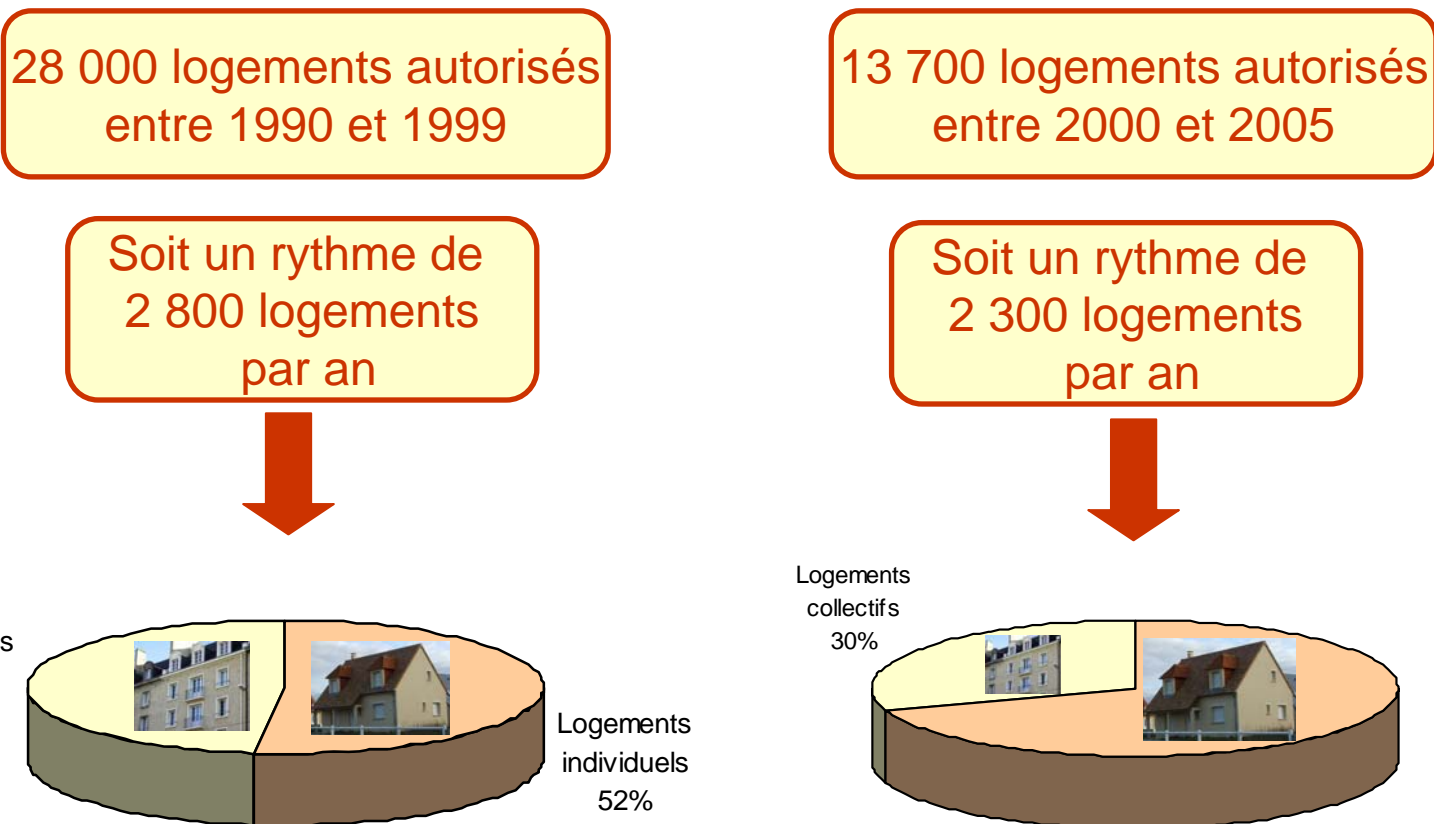 28 000 logements autorisés
entre 1990 et 1999
Soit un rythme de
2 800 logements
par an
Logements
individuels
52%
13 700 logements autorisés
entre 2000 et 2005
Soit un rythme de
2 300 logements
par an
Logements
collectifs
30%